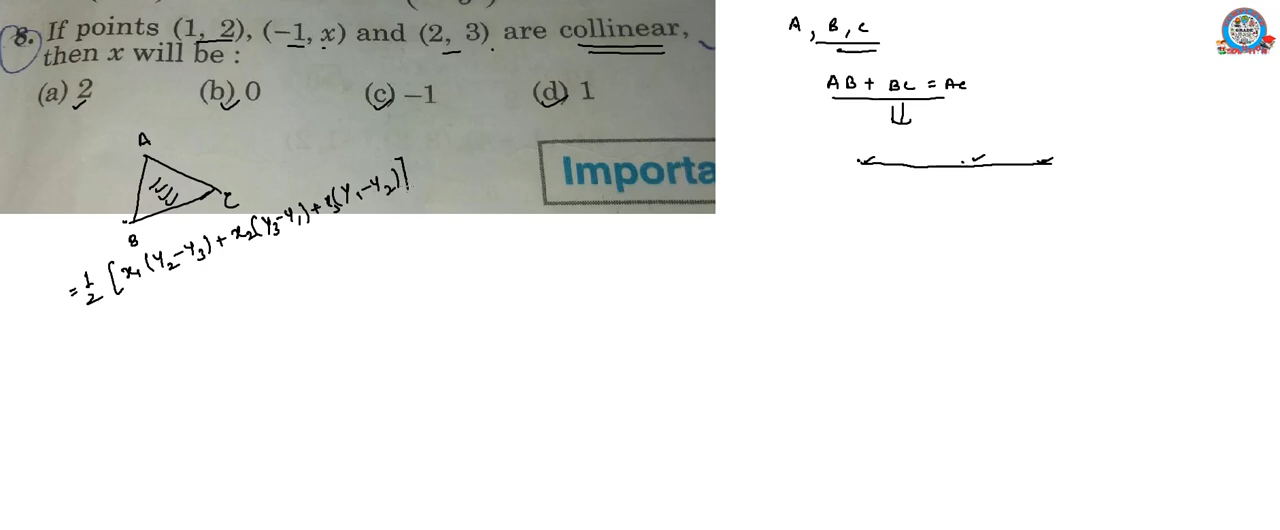 8. If points (1, 2), (−1, x) and (2, 3) are collinear,
then x will be :
(a) 2 (b) 0 (c) −1 (d) 1
Importa
A
B
C
= 1/2 [x₁(y₂−y₃) + x₂(y₃−y₁) + x₃(y₁−y₂)]
A, B, C
AB + BC = AC